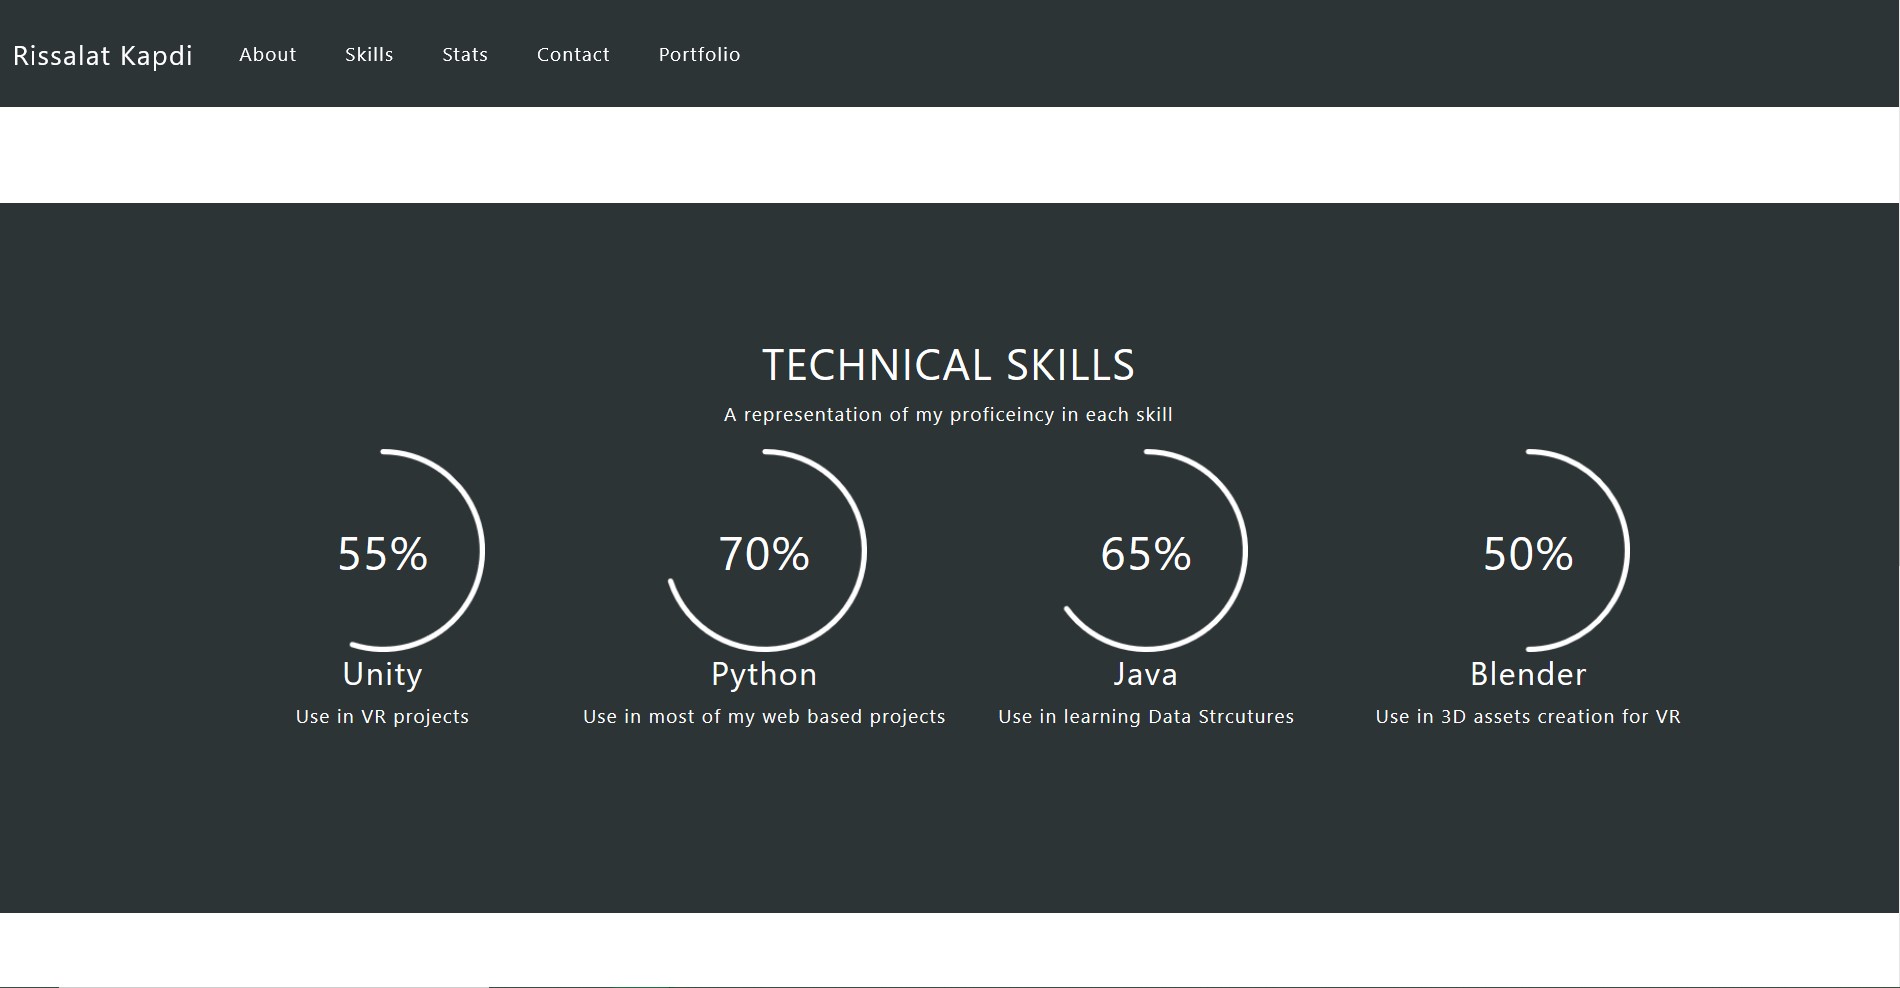 Rissalat Kapdi About Skills Stats Contact Portfolio
TECHNICAL SKILLS
A representation of my proficeincy in each skill
55% 70% 65% 50%
Unity Python Java Blender
Use in VR projects Use in most of my web based projects Use in learning Data Strcutures Use in 3D assets creation for VR